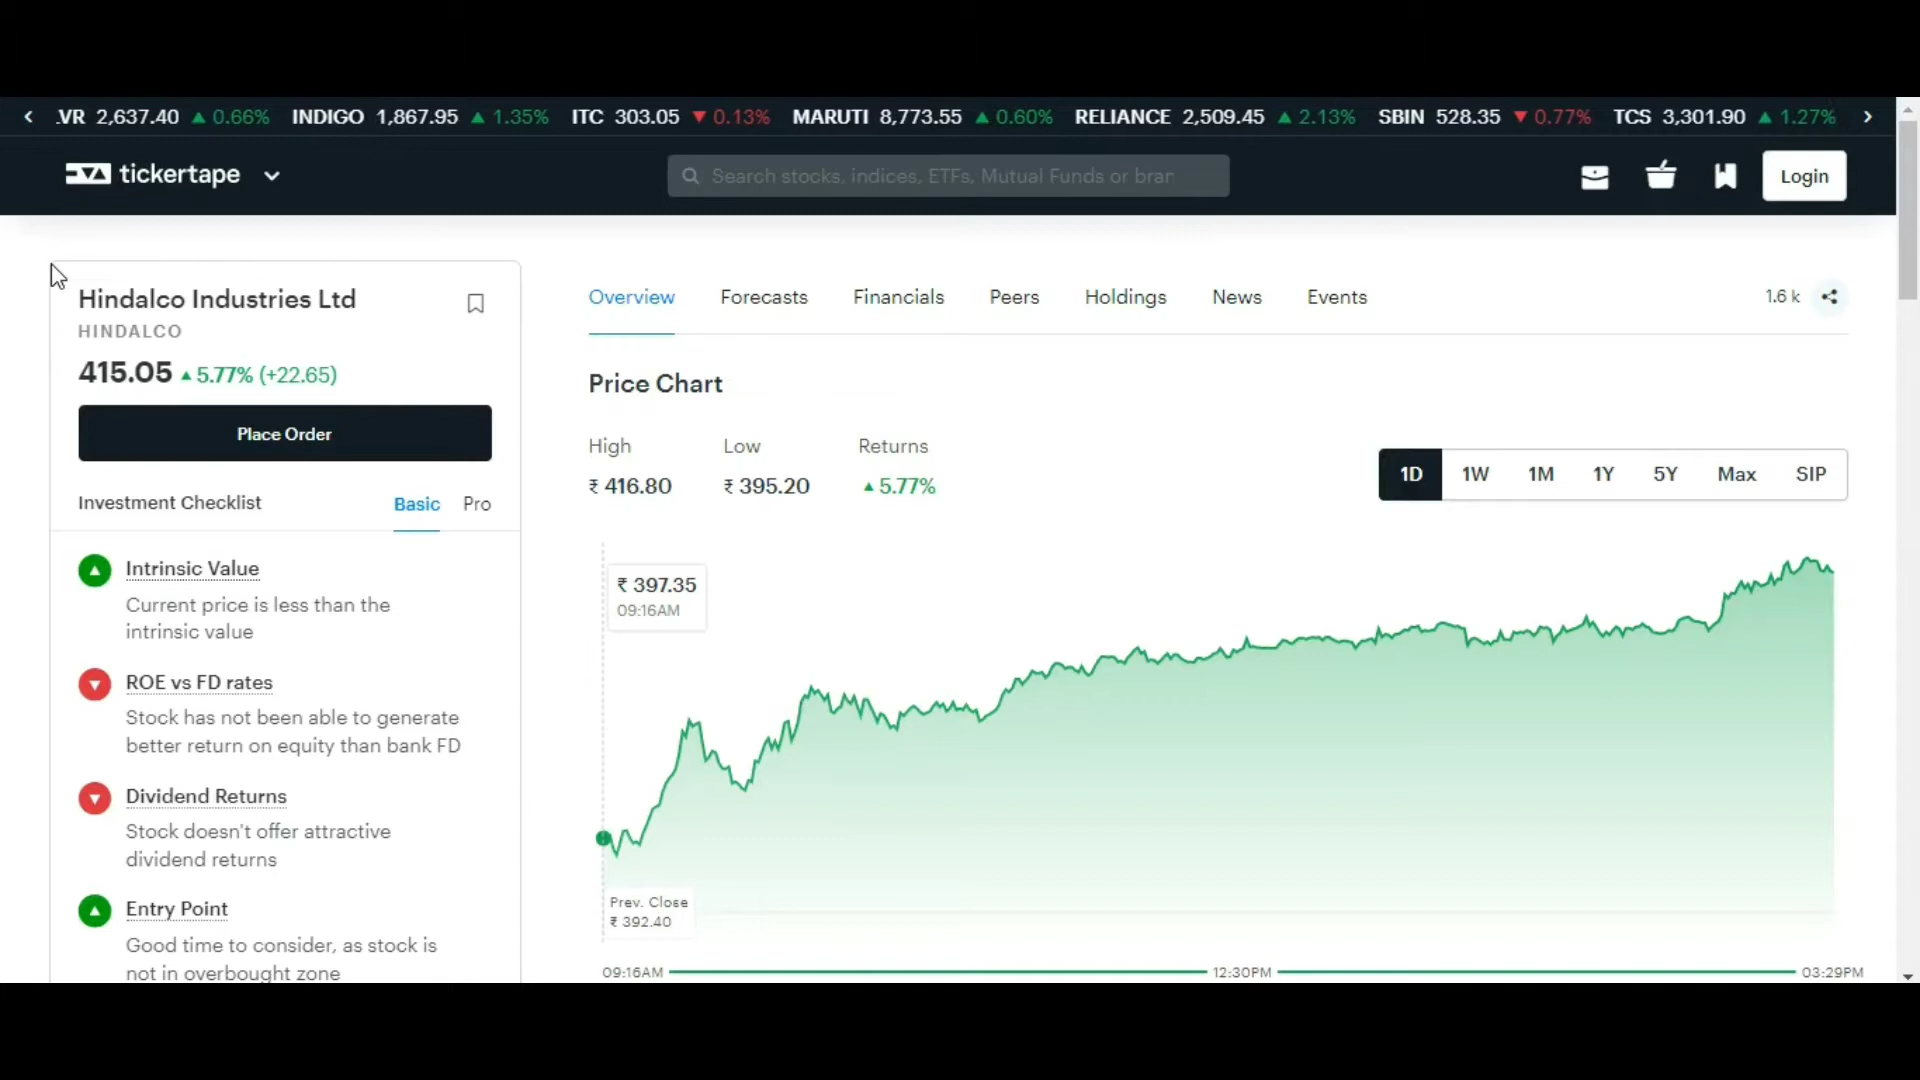 VR 2,637.40 ▲ 0.66% INDIGO 1,867.95 ▲ 1.35% ITC 303.05 ▼ 0.13% MARUTI 8,773.55 ▲ 0.60% RELIANCE 2,509.45 ▲ 2.13% SBIN 528.35 ▼ 0.77% TCS 3,301.90 ▲ 1.27%
tickertape
Search stocks, indices, ETFs, Mutual Funds or brar
Login
Hindalco Industries Ltd
HINDALCO
415.05 ▲ 5.77% (+22.65)
Place Order
Investment Checklist Basic Pro
Intrinsic Value
Current price is less than the
intrinsic value
ROE vs FD rates
Stock has not been able to generate
better return on equity than bank FD
Dividend Returns
Stock doesn't offer attractive
dividend returns
Entry Point
Good time to consider, as stock is
not in overbought zone
Overview Forecasts Financials Peers Holdings News Events 1.6 k
Price Chart
High Low Returns
₹ 416.80 ₹ 395.20 ▲ 5.77%
1D 1W 1M 1Y 5Y Max SIP
₹ 397.35
09:16AM
Prev. Close
₹ 392.40
09:16AM 12:30PM 03:29PM